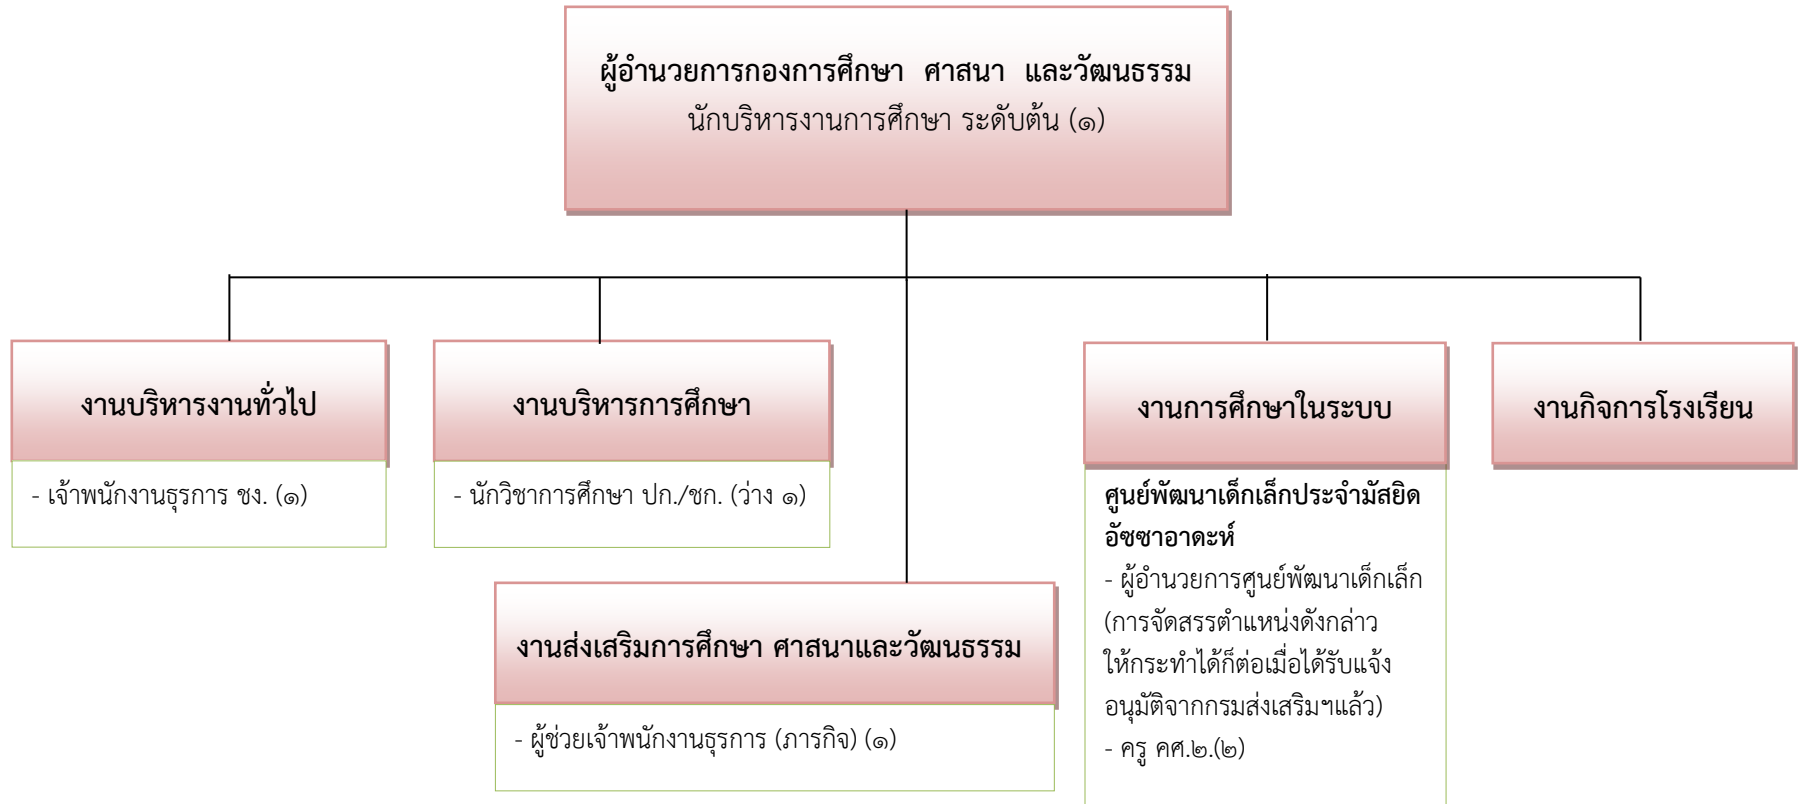 ผู้อำนวยการกองการศึกษา ศาสนา และวัฒนธรรม
นักบริหารงานการศึกษา ระดับต้น (๑)
งานบริหารงานทั่วไป
- เจ้าพนักงานธุรการ ชง. (๑)
งานบริหารการศึกษา
- นักวิชาการศึกษา ปก./ชก. (ว่าง ๑)
งานส่งเสริมการศึกษา ศาสนาและวัฒนธรรม
- ผู้ช่วยเจ้าพนักงานธุรการ (ภารกิจ) (๑)
งานการศึกษาในระบบ
ศูนย์พัฒนาเด็กเล็กประจำมัสยิด
อัซซาอาดะห์
- ผู้อำนวยการศูนย์พัฒนาเด็กเล็ก
(การจัดสรรตำแหน่งดังกล่าว
ให้กระทำได้ก็ต่อเมื่อได้รับแจ้ง
อนุมัติจากกรมส่งเสริมฯแล้ว)
- ครู คศ.๒.(๒)
งานกิจการโรงเรียน